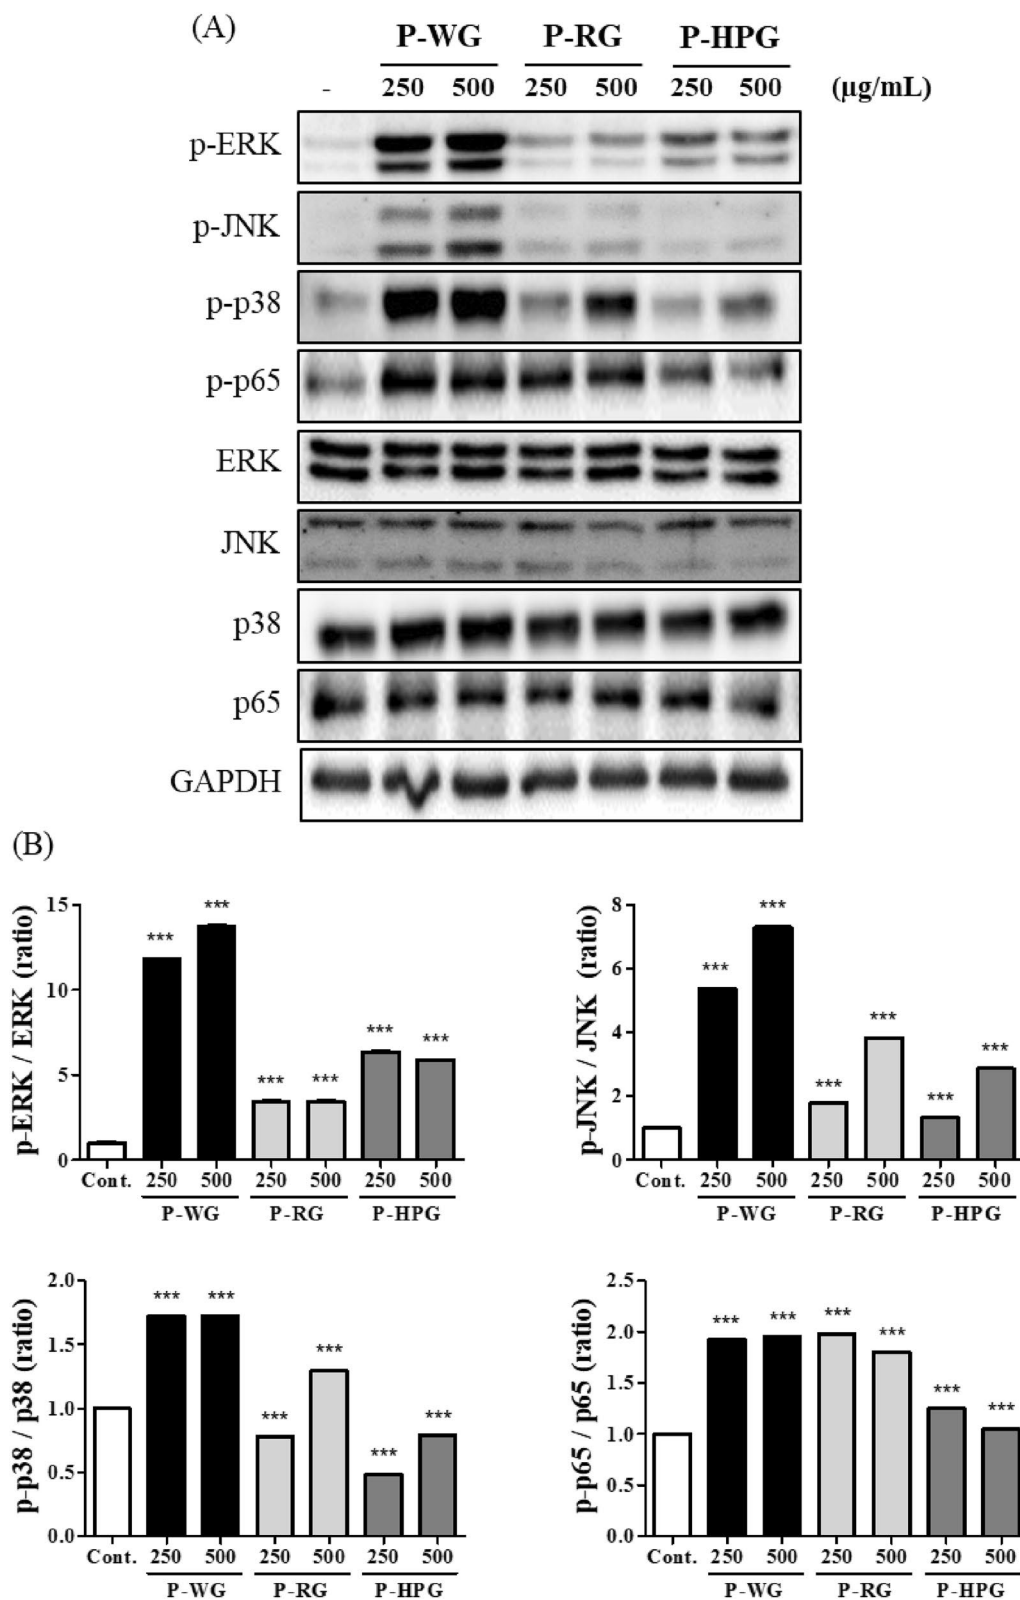 (A)
P-WG P-RG P-HPG
- 250 500 250 500 250 500 (μg/mL)
p-ERK
p-JNK
p-p38
p-p65
ERK
JNK
p38
p65
GAPDH
(B)
p-ERK / ERK (ratio)
15
10
5
0
*** *** *** *** *** ***
Cont. 250 500 250 500 250 500
P-WG P-RG P-HPG
p-JNK / JNK (ratio)
8
6
4
2
0
*** *** *** *** *** ***
Cont. 250 500 250 500 250 500
P-WG P-RG P-HPG
p-p38 / p38 (ratio)
2.0
1.5
1.0
0.5
0.0
*** *** *** *** *** ***
Cont. 250 500 250 500 250 500
P-WG P-RG P-HPG
p-p65 / p65 (ratio)
2.5
2.0
1.5
1.0
0.5
0.0
*** *** *** *** *** ***
Cont. 250 500 250 500 250 500
P-WG P-RG P-HPG